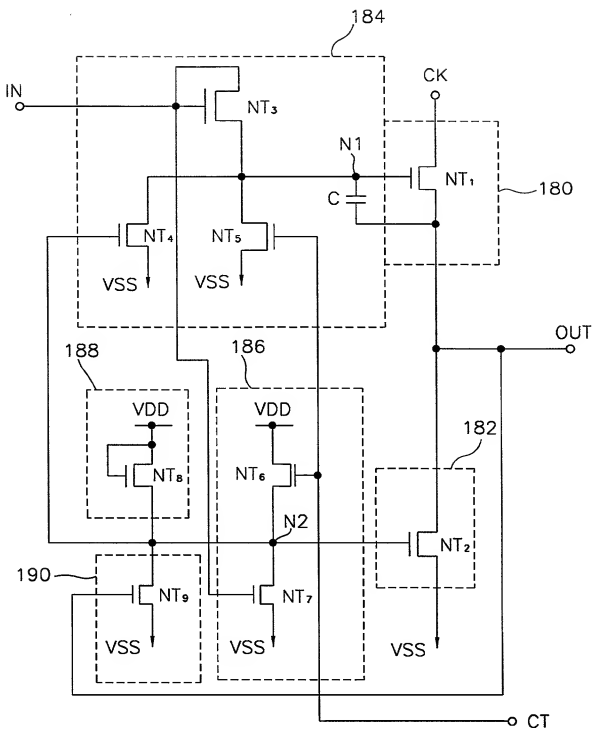 184
IN
CK
NT₃
N1
NT₁
C
180
NT₄
NT₅
VSS
VSS
OUT
188
186
VDD
VDD
182
NT₈
NT₆
N2
NT₂
190
NT₉
NT₇
VSS
VSS
VSS
CT